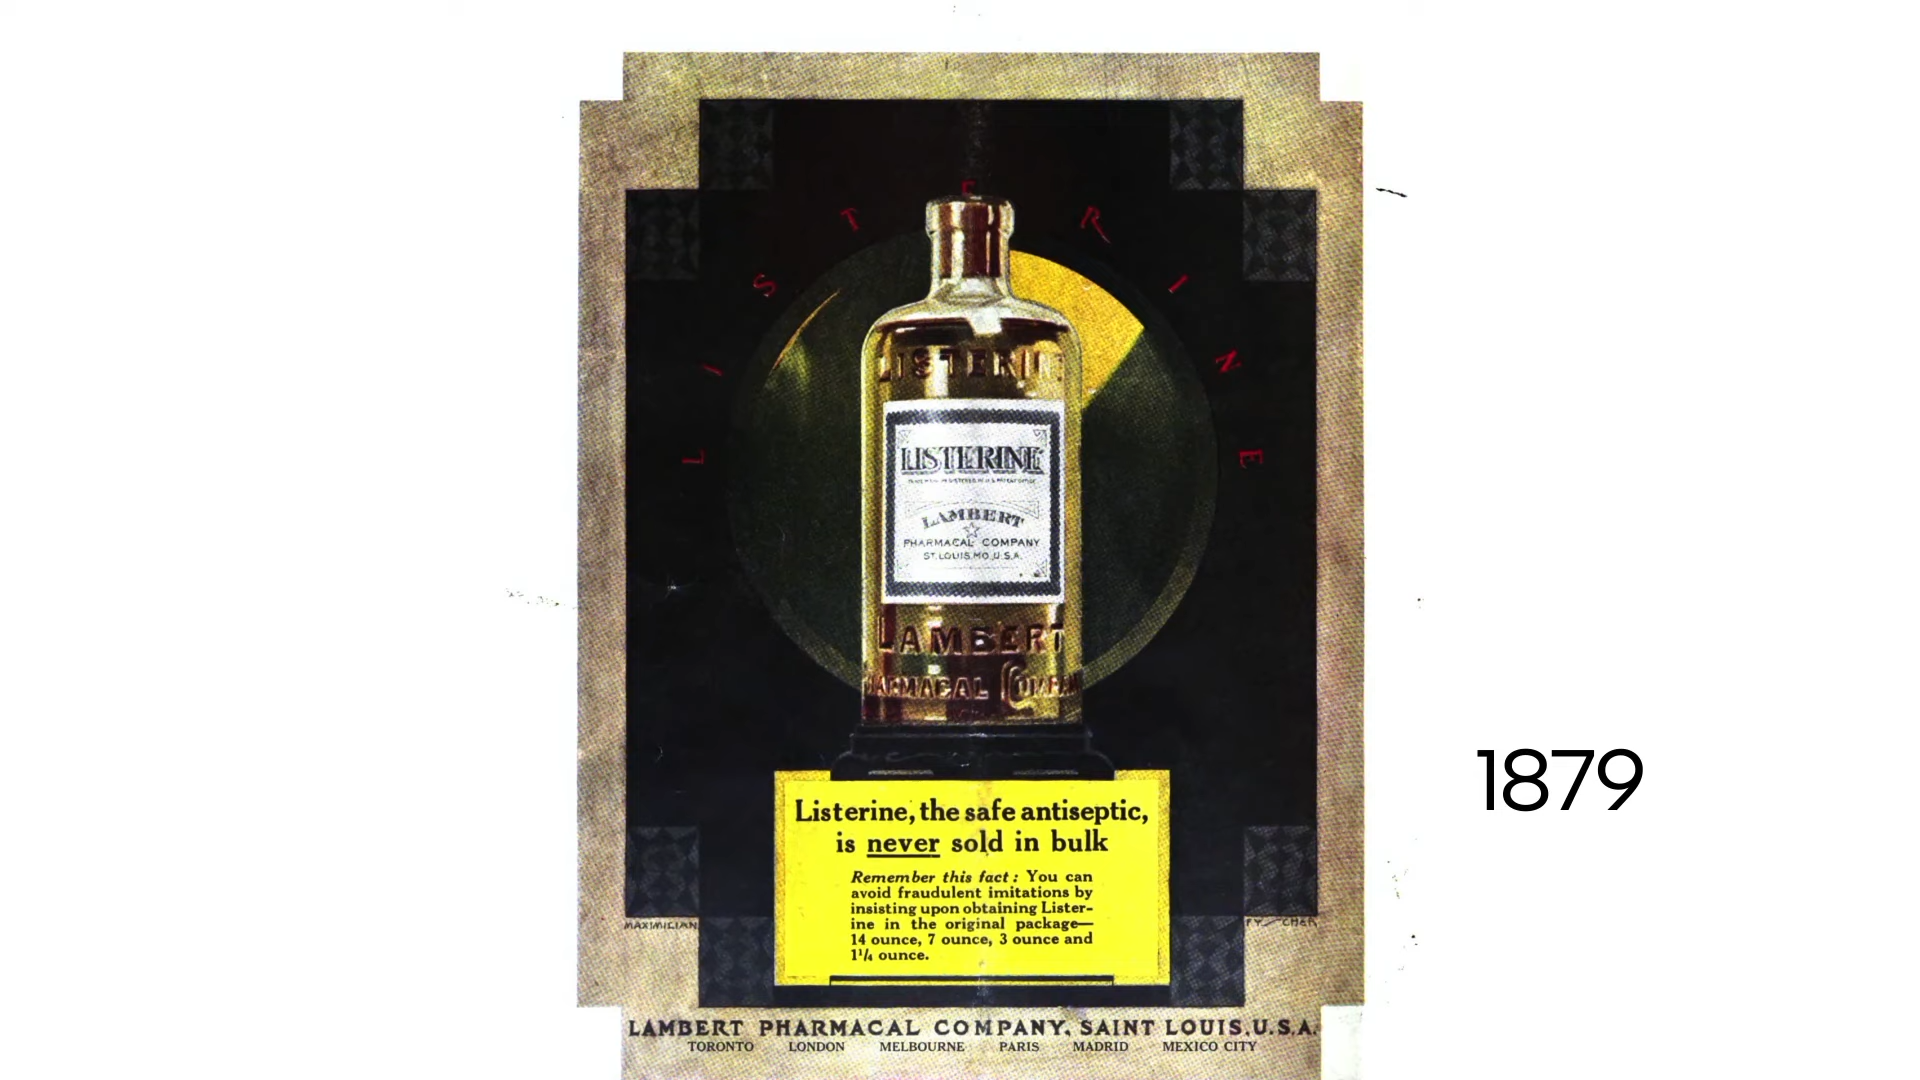 LISTERINE
LISTERINE
LISTERINE
LAMBERT
PHARMACAL COMPANY
ST. LOUIS, MO., U.S.A.
LAMBERT
PHARMACAL COMPANY
Listerine, the safe antiseptic,
is never sold in bulk
Remember this fact: You can
avoid fraudulent imitations by
insisting upon obtaining Lister-
ine in the original package—
14 ounce, 7 ounce, 3 ounce and
1¼ ounce.
MAXIMILIAN
LAMBERT PHARMACAL COMPANY, SAINT LOUIS, U.S.A.
TORONTO LONDON MELBOURNE PARIS MADRID MEXICO CITY
1879